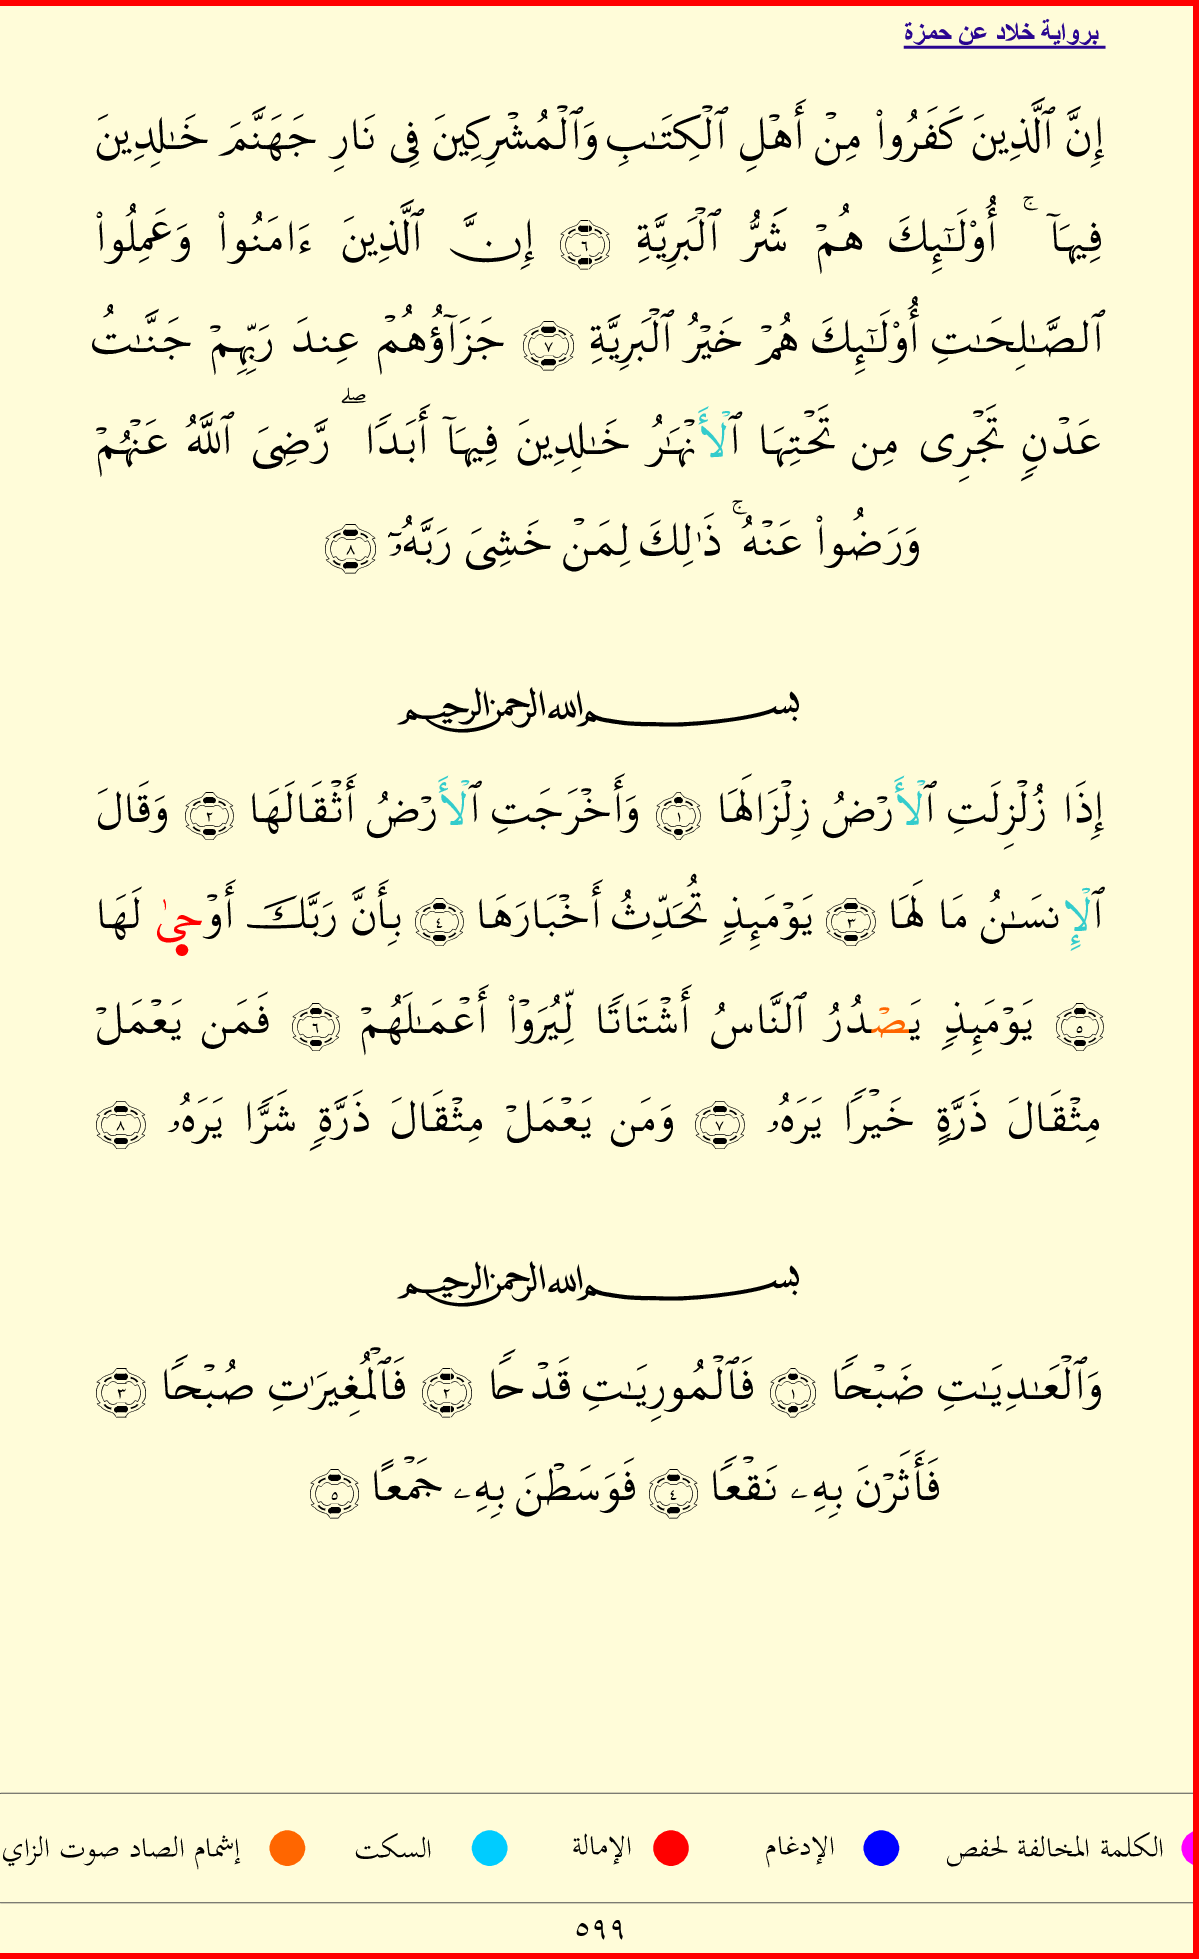 برواية خلاد عن حمزة
إِنَّ ٱلَّذِينَ كَفَرُوا۟ مِنۡ أَهۡلِ ٱلۡكِتَـٰبِ وَٱلۡمُشۡرِكِينَ فِى نَارِ جَهَنَّمَ خَـٰلِدِينَ
فِيهَآ ۚ أُو۟لَـٰٓئِكَ هُمۡ شَرُّ ٱلۡبَرِيَّةِ ٦ إِنَّ ٱلَّذِينَ ءَامَنُوا۟ وَعَمِلُوا۟
ٱلصَّـٰلِحَـٰتِ أُو۟لَـٰٓئِكَ هُمۡ خَيۡرُ ٱلۡبَرِيَّةِ ٧ جَزَآؤُهُمۡ عِندَ رَبِّهِمۡ جَنَّـٰتُ
عَدۡنٍ تَجۡرِى مِن تَحۡتِهَا ٱلۡأَنۡهَـٰرُ خَـٰلِدِينَ فِيهَآ أَبَدًا ۖ رَّضِىَ ٱللَّهُ عَنۡهُمۡ
وَرَضُوا۟ عَنۡهُ ۚ ذَٰلِكَ لِمَنۡ خَشِىَ رَبَّهُۥٓ ٨
بسم الله الرحمن الرحيم
إِذَا زُلۡزِلَتِ ٱلۡأَرۡضُ زِلۡزَالَهَا ١ وَأَخۡرَجَتِ ٱلۡأَرۡضُ أَثۡقَالَهَا ٢ وَقَالَ
ٱلۡإِنسَـٰنُ مَا لَهَا ٣ يَوۡمَئِذٍ تُحَدِّثُ أَخۡبَارَهَا ٤ بِأَنَّ رَبَّكَ أَوۡحىٰ لَهَا
٥ يَوۡمَئِذٍ يَصۡدُرُ ٱلنَّاسُ أَشۡتَاتًا لِّيُرَوۡا۟ أَعۡمَـٰلَهُمۡ ٦ فَمَن يَعۡمَلۡ
مِثۡقَالَ ذَرَّةٍ خَيۡرًا يَرَهُۥ ٧ وَمَن يَعۡمَلۡ مِثۡقَالَ ذَرَّةٍ شَرًّا يَرَهُۥ ٨
بسم الله الرحمن الرحيم
وَٱلۡعَـٰدِيَـٰتِ ضَبۡحًا ١ فَٱلۡمُورِيَـٰتِ قَدۡحًا ٢ فَٱلۡمُغِيرَٰتِ صُبۡحًا ٣
فَأَثَرۡنَ بِهِۦ نَقۡعًا ٤ فَوَسَطۡنَ بِهِۦ جَمۡعًا ٥
الكلمة المخالفة لحفص الإدغام الإمالة السكت إشمام الصاد صوت الزاي
٥٩٩